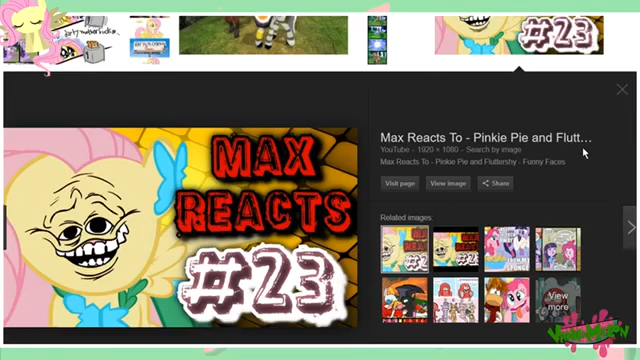 #23
Max Reacts To - Pinkie Pie and Flutt...
YouTube - 1920 × 1080 - Search by image
Max Reacts To - Pinkie Pie and Fluttershy - Funny Faces
Visit page
View image
Share
MAX
REACTS
#23
Related images:
View
more